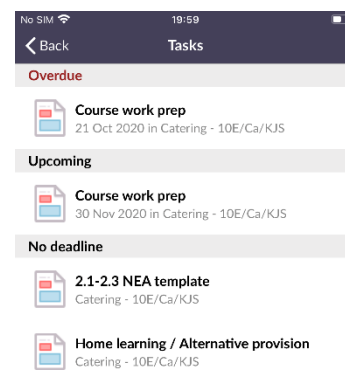 No SIM 19:59
Back Tasks
Overdue
Course work prep
21 Oct 2020 in Catering - 10E/Ca/KJS
Upcoming
Course work prep
30 Nov 2020 in Catering - 10E/Ca/KJS
No deadline
2.1-2.3 NEA template
Catering - 10E/Ca/KJS
Home learning / Alternative provision
Catering - 10E/Ca/KJS